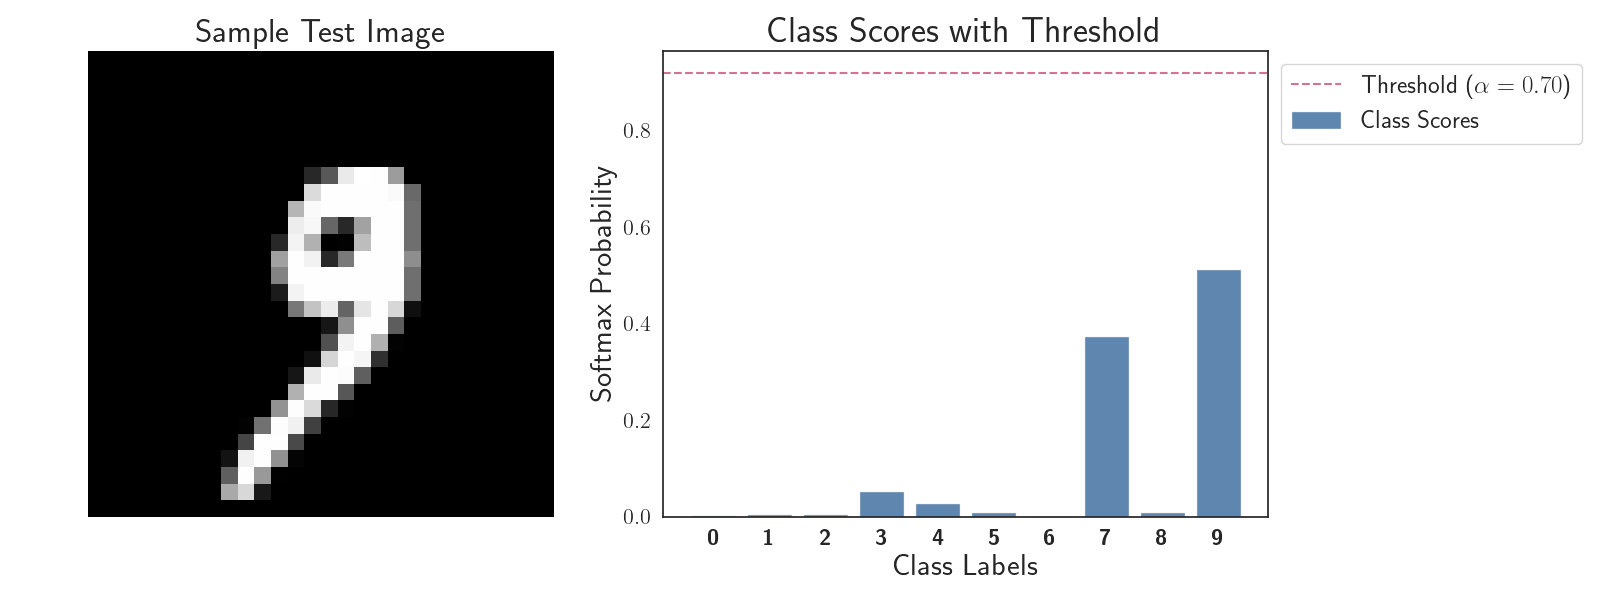 Sample Test Image
9
Class Scores with Threshold
Threshold (α = 0.70)
Class Scores
Softmax Probability
0.8
0.6
0.4
0.2
0.0
0 1 2 3 4 5 6 7 8 9
Class Labels